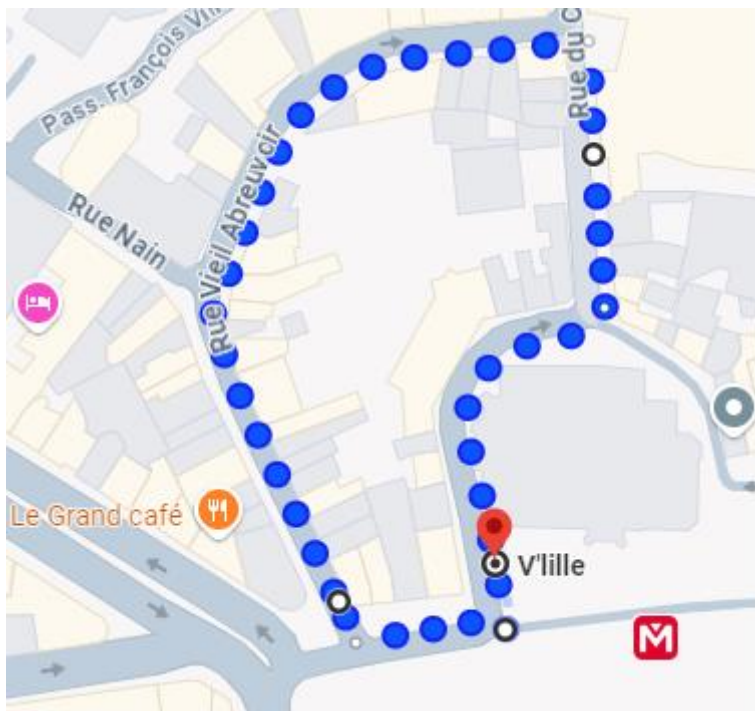 Pass. François Vill
Rue du C
Rue Vieil Abreuvoir
Rue Nain
Le Grand café
V'lille
M